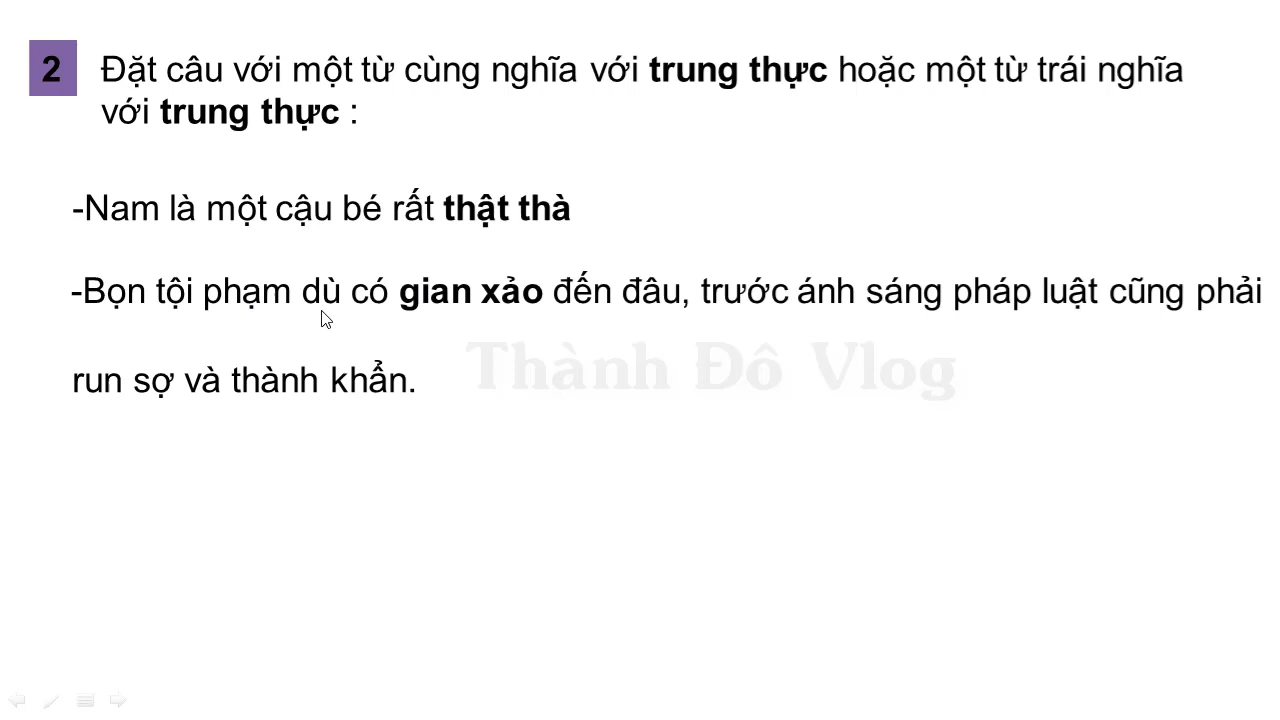 2 Đặt câu với một từ cùng nghĩa với trung thực hoặc một từ trái nghĩa
với trung thực :
-Nam là một cậu bé rất thật thà
-Bọn tội phạm dù có gian xảo đến đâu, trước ánh sáng pháp luật cũng phải
Thành Đô Vlog
run sợ và thành khẩn.